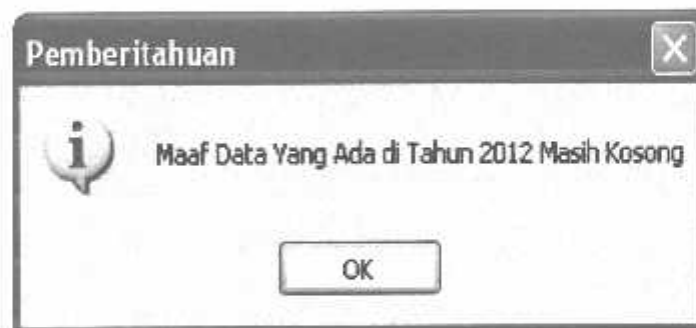 Pemberitahuan
Maaf Data Yang Ada di Tahun 2012 Masih Kosong
OK